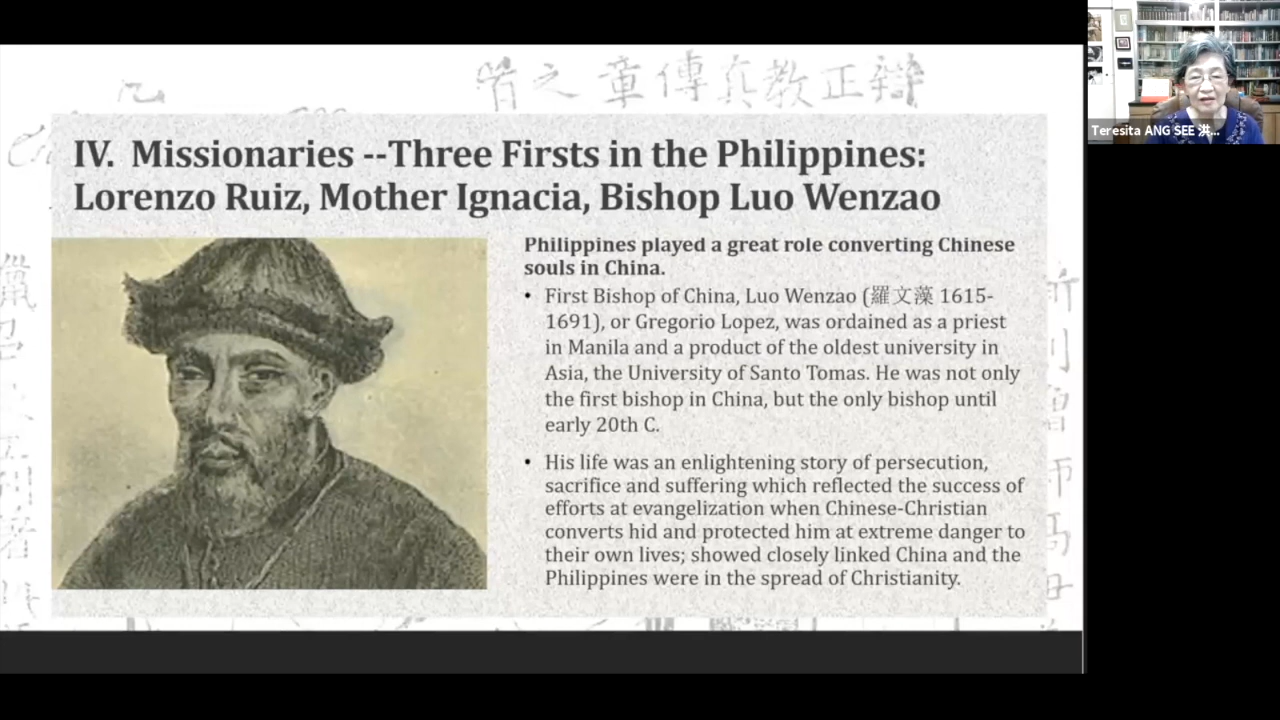 首之章傳真教正辯
IV. Missionaries --Three Firsts in the Philippines:
Lorenzo Ruiz, Mother Ignacia, Bishop Luo Wenzao
Philippines played a great role converting Chinese
souls in China.
• First Bishop of China, Luo Wenzao (羅文藻 1615-
1691), or Gregorio Lopez, was ordained as a priest
in Manila and a product of the oldest university in
Asia, the University of Santo Tomas. He was not only
the first bishop in China, but the only bishop until
early 20th C.
• His life was an enlightening story of persecution,
sacrifice and suffering which reflected the success of
efforts at evangelization when Chinese-Christian
converts hid and protected him at extreme danger to
their own lives; showed closely linked China and the
Philippines were in the spread of Christianity.
Teresita ANG SEE 洪...